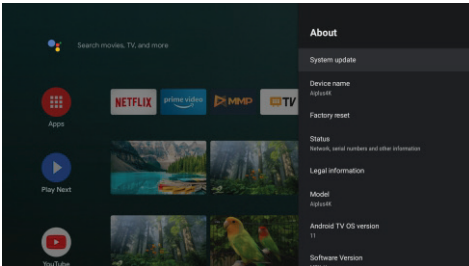 Search movies, TV, and more
Apps
NETFLIX
prime video
MMP
TV
Play Next
YouTube
About
System update
Device name
Aiplus4K
Factory reset
Status
Network, serial numbers and other information
Legal information
Model
Aiplus4K
Android TV OS version
11
Software Version